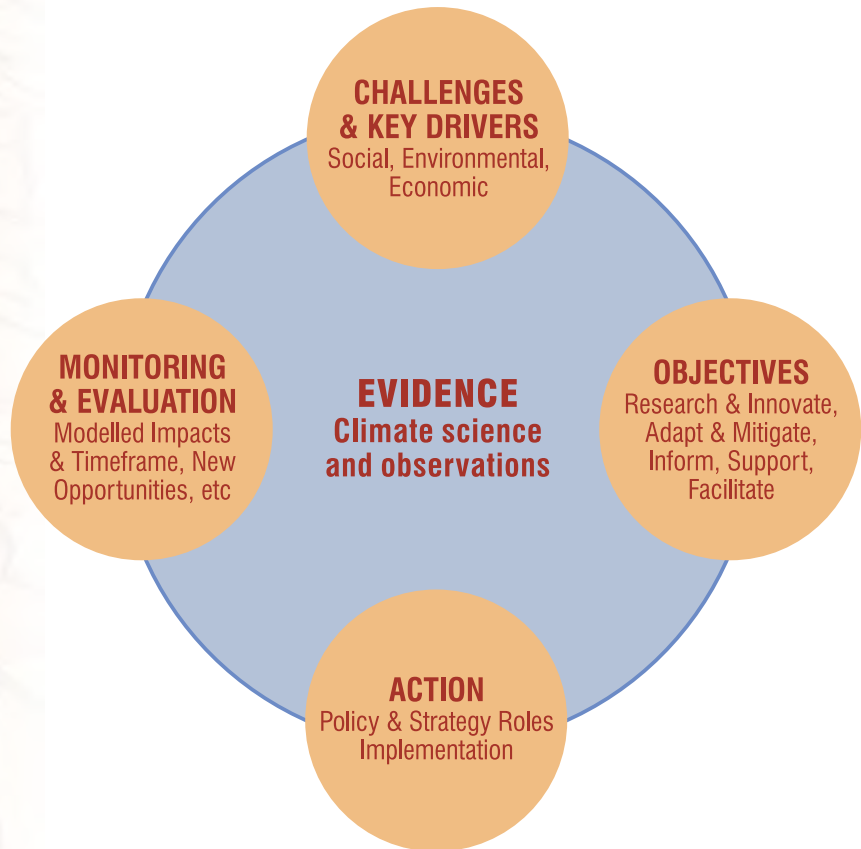 CHALLENGES
& KEY DRIVERS
Social, Environmental,
Economic
MONITORING
& EVALUATION
Modelled Impacts
& Timeframe, New
Opportunities, etc
EVIDENCE
Climate science
and observations
OBJECTIVES
Research & Innovate,
Adapt & Mitigate,
Inform, Support,
Facilitate
ACTION
Policy & Strategy Roles
Implementation